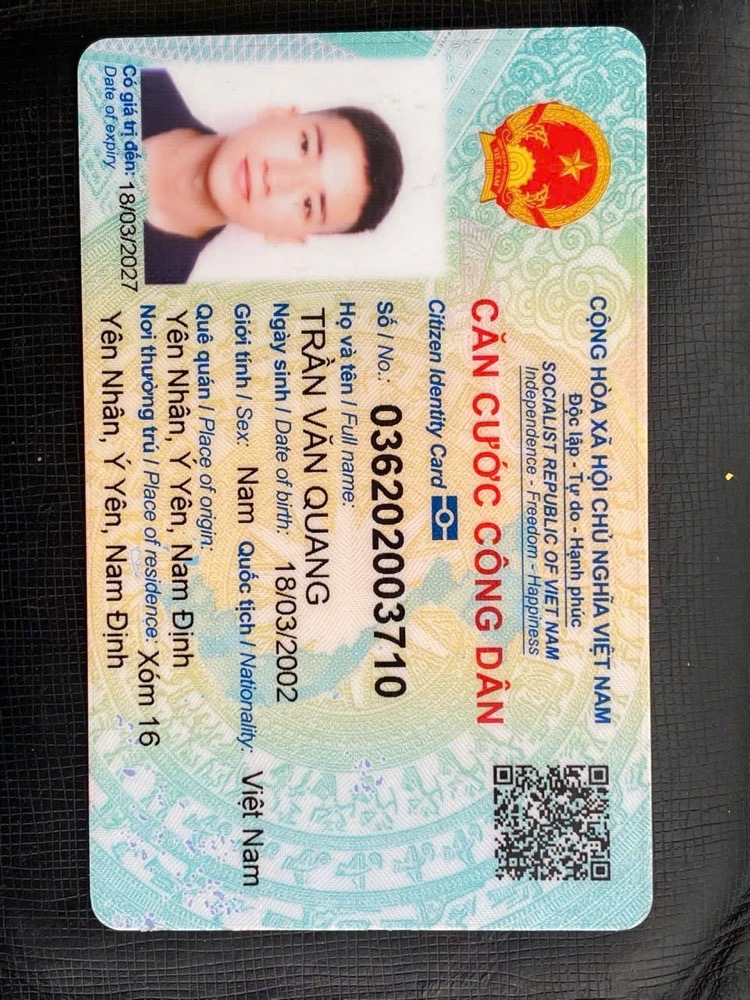 CỘNG HÒA XÃ HỘI CHỦ NGHĨA VIỆT NAM
Độc lập - Tự do - Hạnh phúc
SOCIALIST REPUBLIC OF VIET NAM
Independence - Freedom - Happiness
CĂN CƯỚC CÔNG DÂN
Citizen Identity Card
Số / No.: 036202003710
Họ và tên / Full name:
TRẦN VĂN QUANG
Ngày sinh / Date of birth: 18/03/2002
Giới tính / Sex: Nam Quốc tịch / Nationality: Việt Nam
Quê quán / Place of origin:
Yên Nhân, Ý Yên, Nam Định
Nơi thường trú / Place of residence: Xóm 16
Yên Nhân, Ý Yên, Nam Định
Có giá trị đến: 18/03/2027
Date of expiry
VIỆT NAM